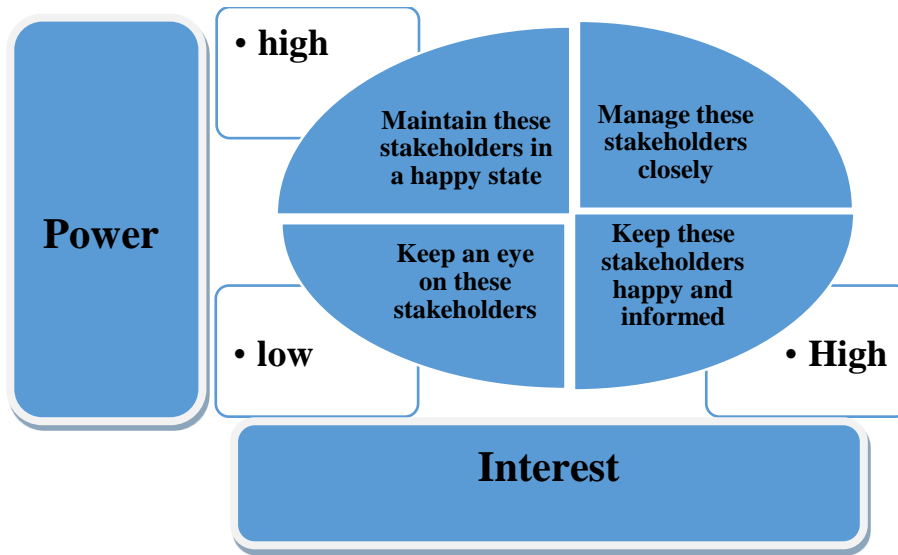 • high
Maintain these
stakeholders in
a happy state
Manage these
stakeholders
closely
Power
Keep an eye
on these
stakeholders
Keep these
stakeholders
happy and
informed
• low
• High
Interest